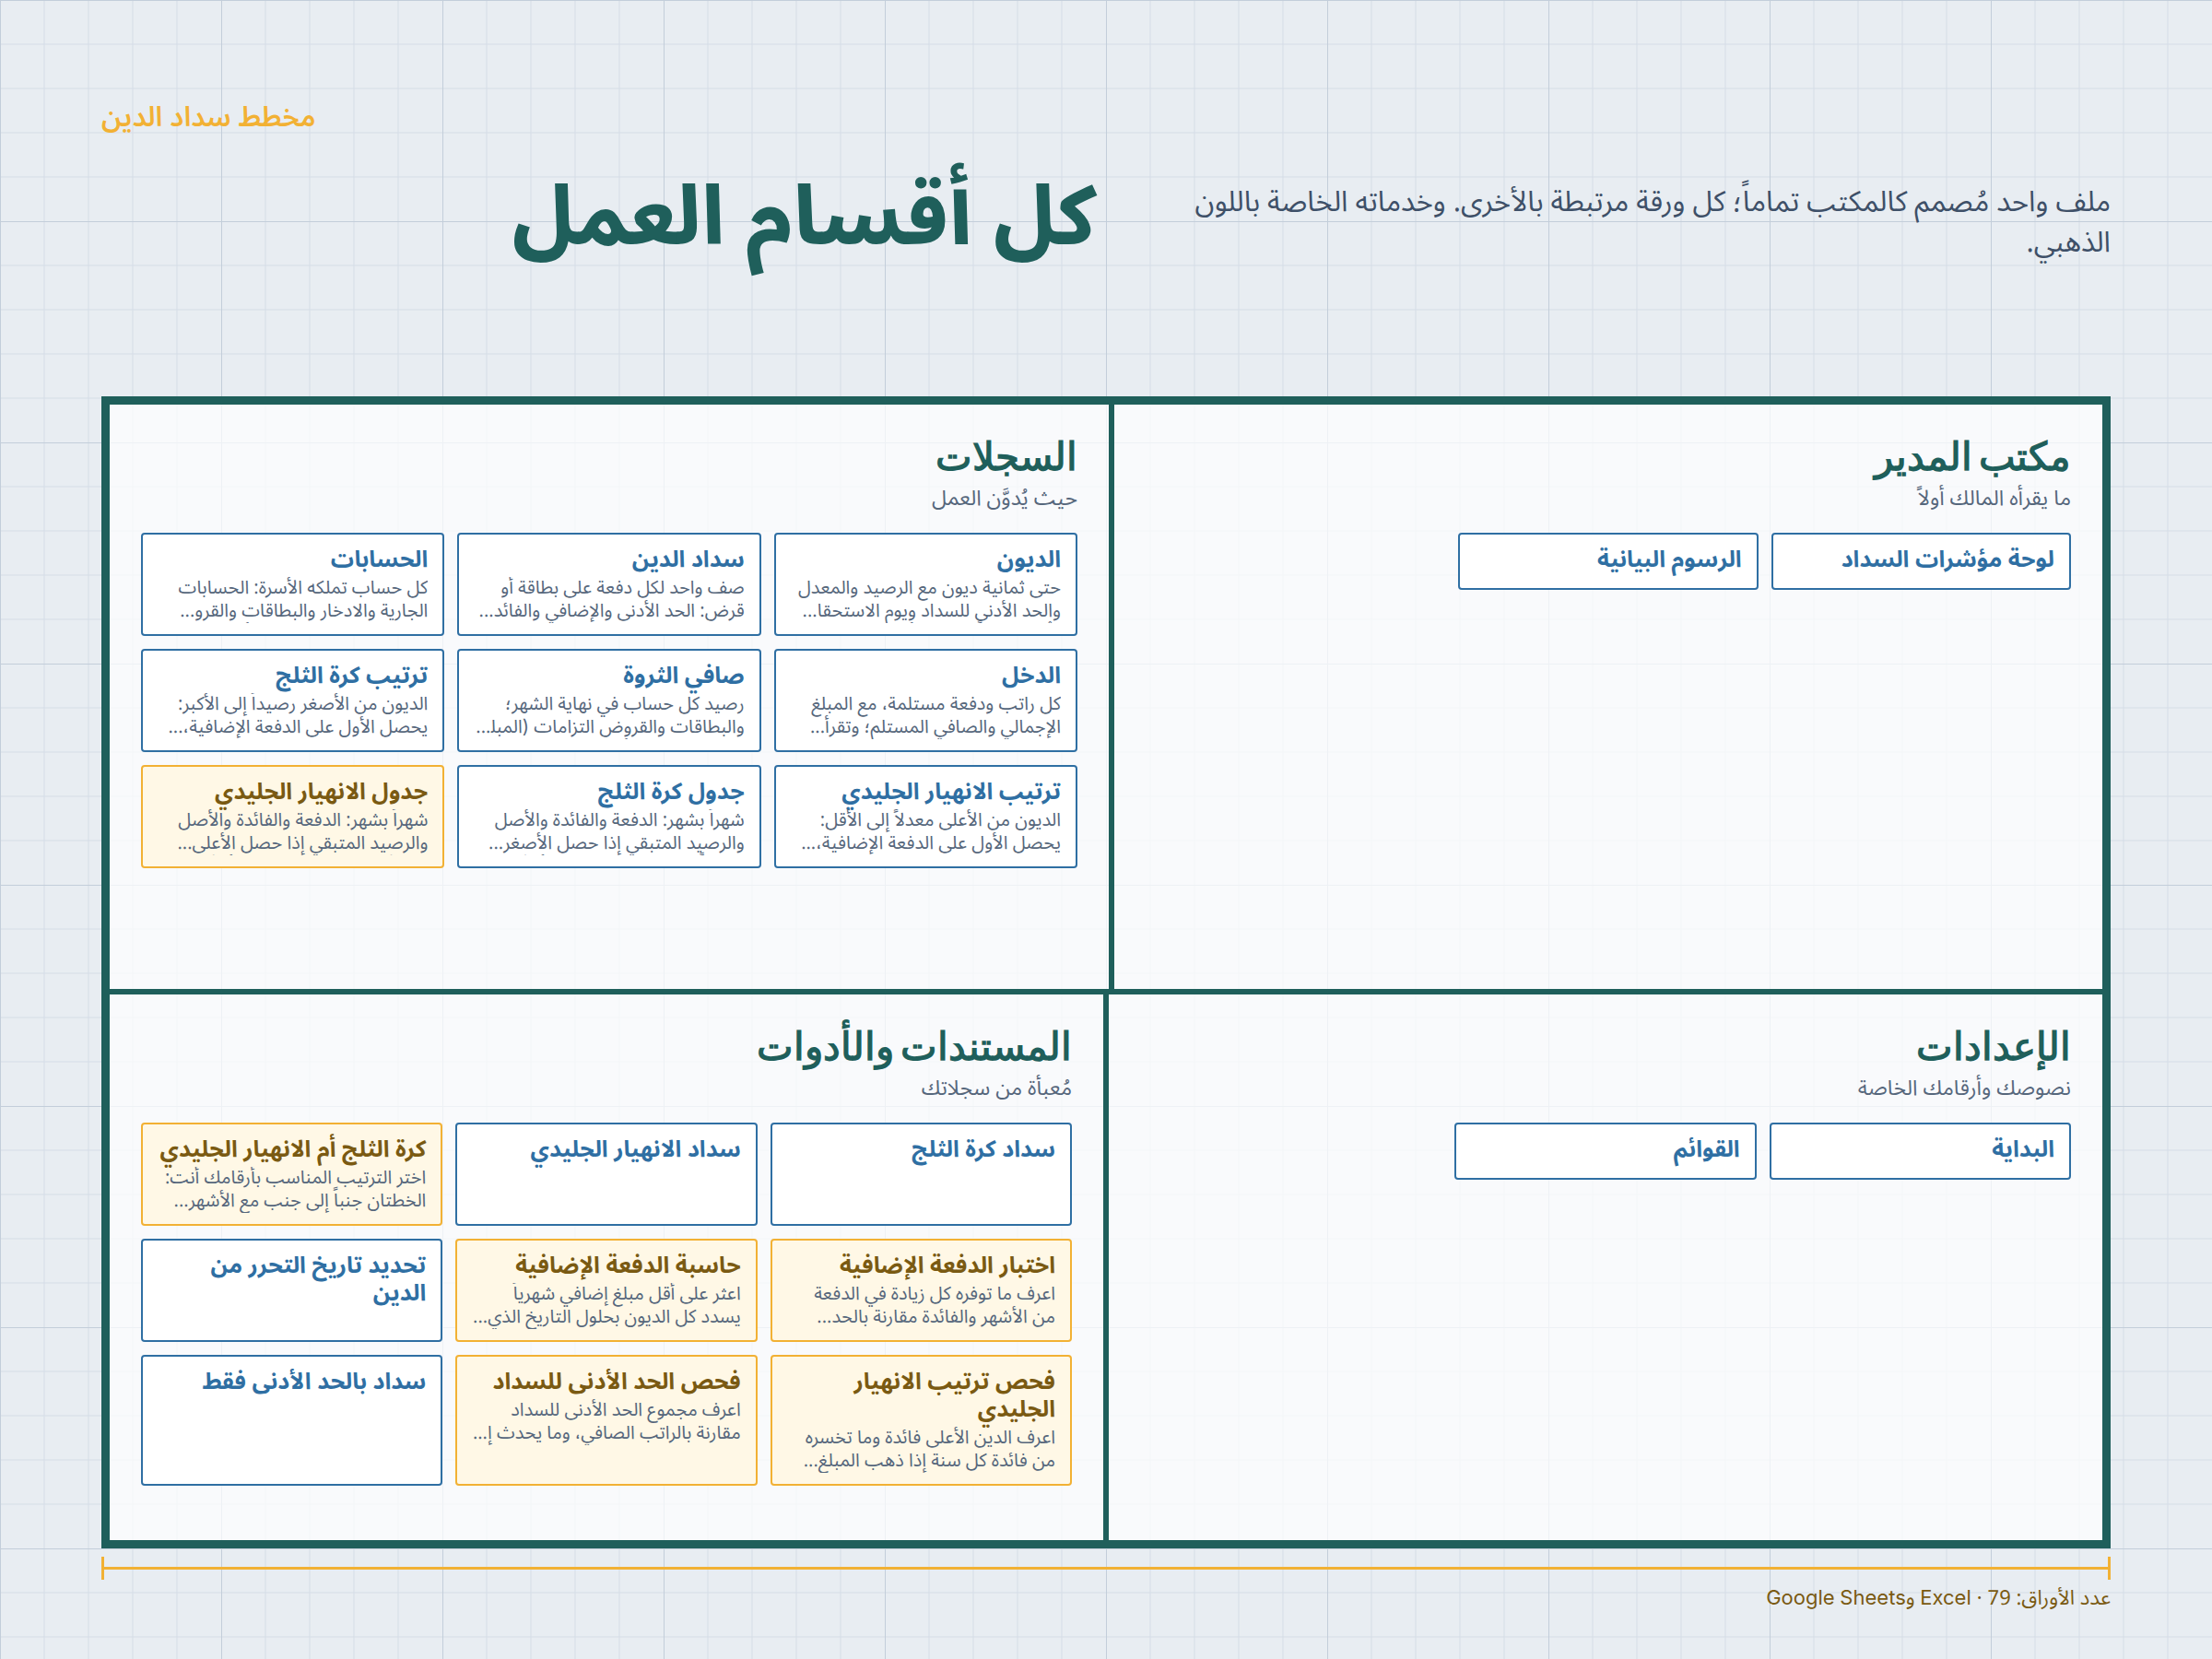 مخطط سداد الدين
كل أقسام العمل
ملف واحد مُصمم كالمكتب تماماً؛ كل ورقة مرتبطة بالأخرى. وخدماته الخاصة باللون
الذهبي.
مكتب المدير
ما يقرأه المالك أولاً
لوحة مؤشرات السداد
الرسوم البيانية
السجلات
حيث يُدوَّن العمل
الديون
حتى ثمانية ديون مع الرصيد والمعدل
والحد الأدنى للسداد ويوم الاستحقا...
سداد الدين
صف واحد لكل دفعة على بطاقة أو
قرض: الحد الأدنى والإضافي والفائد...
الحسابات
كل حساب تملكه الأسرة: الحسابات
الجارية والادخار والبطاقات والقرو...
الدخل
كل راتب ودفعة مستلمة، مع المبلغ
الإجمالي والصافي المستلم؛ وتقرأ...
صافي الثروة
رصيد كل حساب في نهاية الشهر؛
والبطاقات والقروض التزامات (المبلـ...
ترتيب كرة الثلج
الديون من الأصغر رصيداً إلى الأكبر:
يحصل الأول على الدفعة الإضافية،...
ترتيب الانهيار الجليدي
الديون من الأعلى معدلاً إلى الأقل:
يحصل الأول على الدفعة الإضافية،...
جدول كرة الثلج
شهراً بشهر: الدفعة والفائدة والأصل
والرصيد المتبقي إذا حصل الأصغر...
جدول الانهيار الجليدي
شهراً بشهر: الدفعة والفائدة والأصل
والرصيد المتبقي إذا حصل الأعلى...
الإعدادات
نصوصك وأرقامك الخاصة
البداية
القوائم
المستندات والأدوات
مُعبأة من سجلاتك
سداد كرة الثلج
سداد الانهيار الجليدي
كرة الثلج أم الانهيار الجليدي
اختر الترتيب المناسب بأرقامك أنت:
الخطتان جنباً إلى جنب مع الأشهر...
اختبار الدفعة الإضافية
اعرف ما توفره كل زيادة في الدفعة
من الأشهر والفائدة مقارنة بالحد...
حاسبة الدفعة الإضافية
اعثر على أقل مبلغ إضافي شهرياً
يسدد كل الديون بحلول التاريخ الذي...
تحديد تاريخ التحرر من
الدين
فحص ترتيب الانهيار
الجليدي
اعرف الدين الأعلى فائدة وما تخسره
من فائدة كل سنة إذا ذهب المبلغ...
فحص الحد الأدنى للسداد
اعرف مجموع الحد الأدنى للسداد
مقارنة بالراتب الصافي، وما يحدث إ...
سداد بالحد الأدنى فقط
عدد الأوراق: 79 · Excel وGoogle Sheets